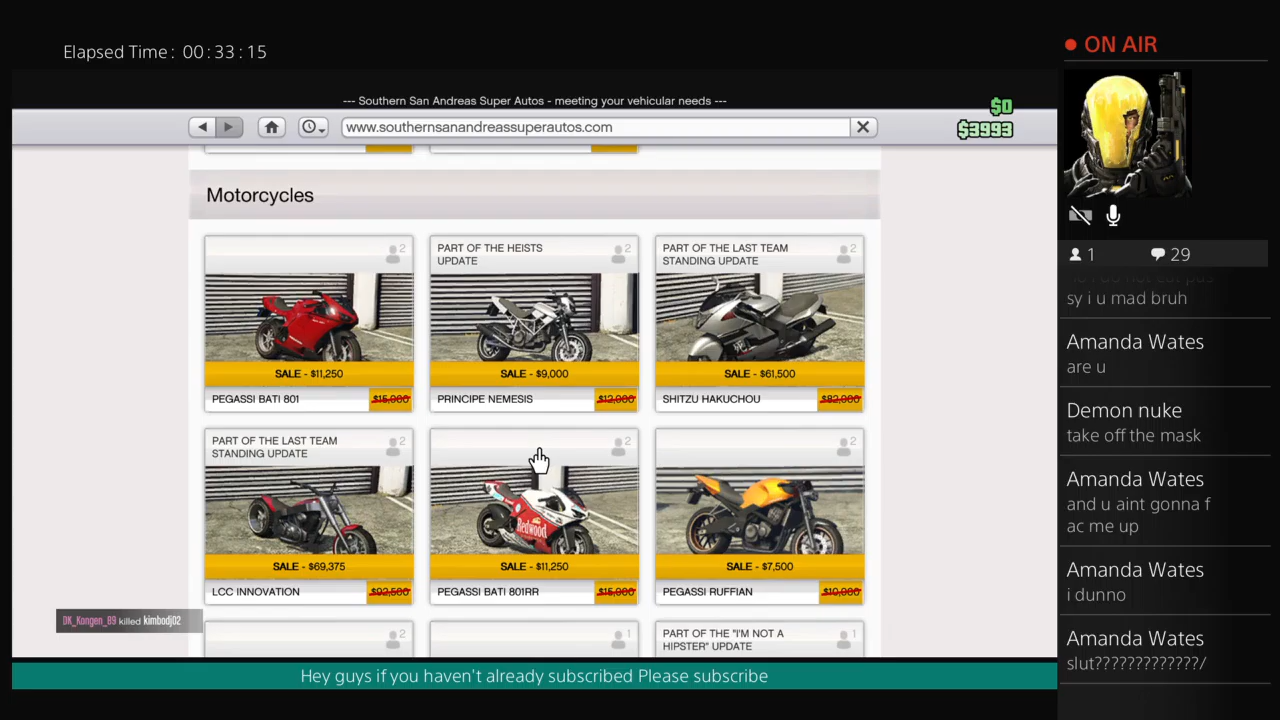 Elapsed Time: 00:33:15
ON AIR
--- Southern San Andreas Super Autos - meeting your vehicular needs ---
www.southernsanandreassuperautos.com
$0
$3993
Motorcycles
2
SALE - $11,250
PEGASSI BATI 801
$15,000
PART OF THE HEISTS
UPDATE
2
SALE - $9,000
PRINCIPE NEMESIS
$12,000
PART OF THE LAST TEAM
STANDING UPDATE
2
SALE - $61,500
SHITZU HAKUCHOU
$82,000
PART OF THE LAST TEAM
STANDING UPDATE
2
SALE - $69,375
LCC INNOVATION
$92,500
2
Redwood
SALE - $11,250
PEGASSI BATI 801RR
$15,000
2
SALE - $7,500
PEGASSI RUFFIAN
$10,000
2
1
PART OF THE "I'M NOT A
HIPSTER" UPDATE
1
DK_Kongen_89 killed kimbodj02
Hey guys if you haven't already subscribed Please subscribe
1
29
sy i u mad bruh
Amanda Wates
are u
Demon nuke
take off the mask
Amanda Wates
and u aint gonna f
ac me up
Amanda Wates
i dunno
Amanda Wates
slut?????????????/